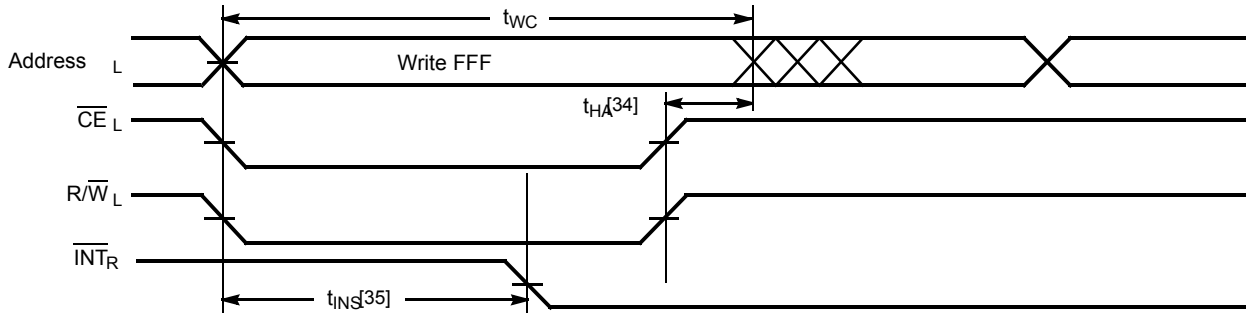 tWC
Address L
Write FFF
tHA[34]
CE L
R/W L
INTR
tINS[35]